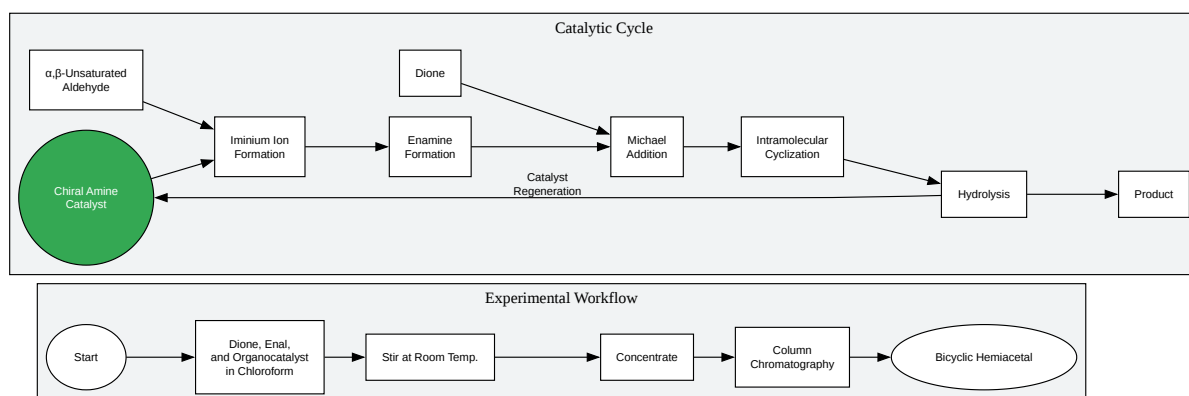 Catalytic Cycle
α,β-Unsaturated
Aldehyde
Dione
Iminium Ion
Formation
Enamine
Formation
Michael
Addition
Intramolecular
Cyclization
Chiral Amine
Catalyst
Catalyst
Regeneration
Hydrolysis
Product
Experimental Workflow
Start
Dione, Enal,
and Organocatalyst
in Chloroform
Stir at Room Temp.
Concentrate
Column
Chromatography
Bicyclic Hemiacetal